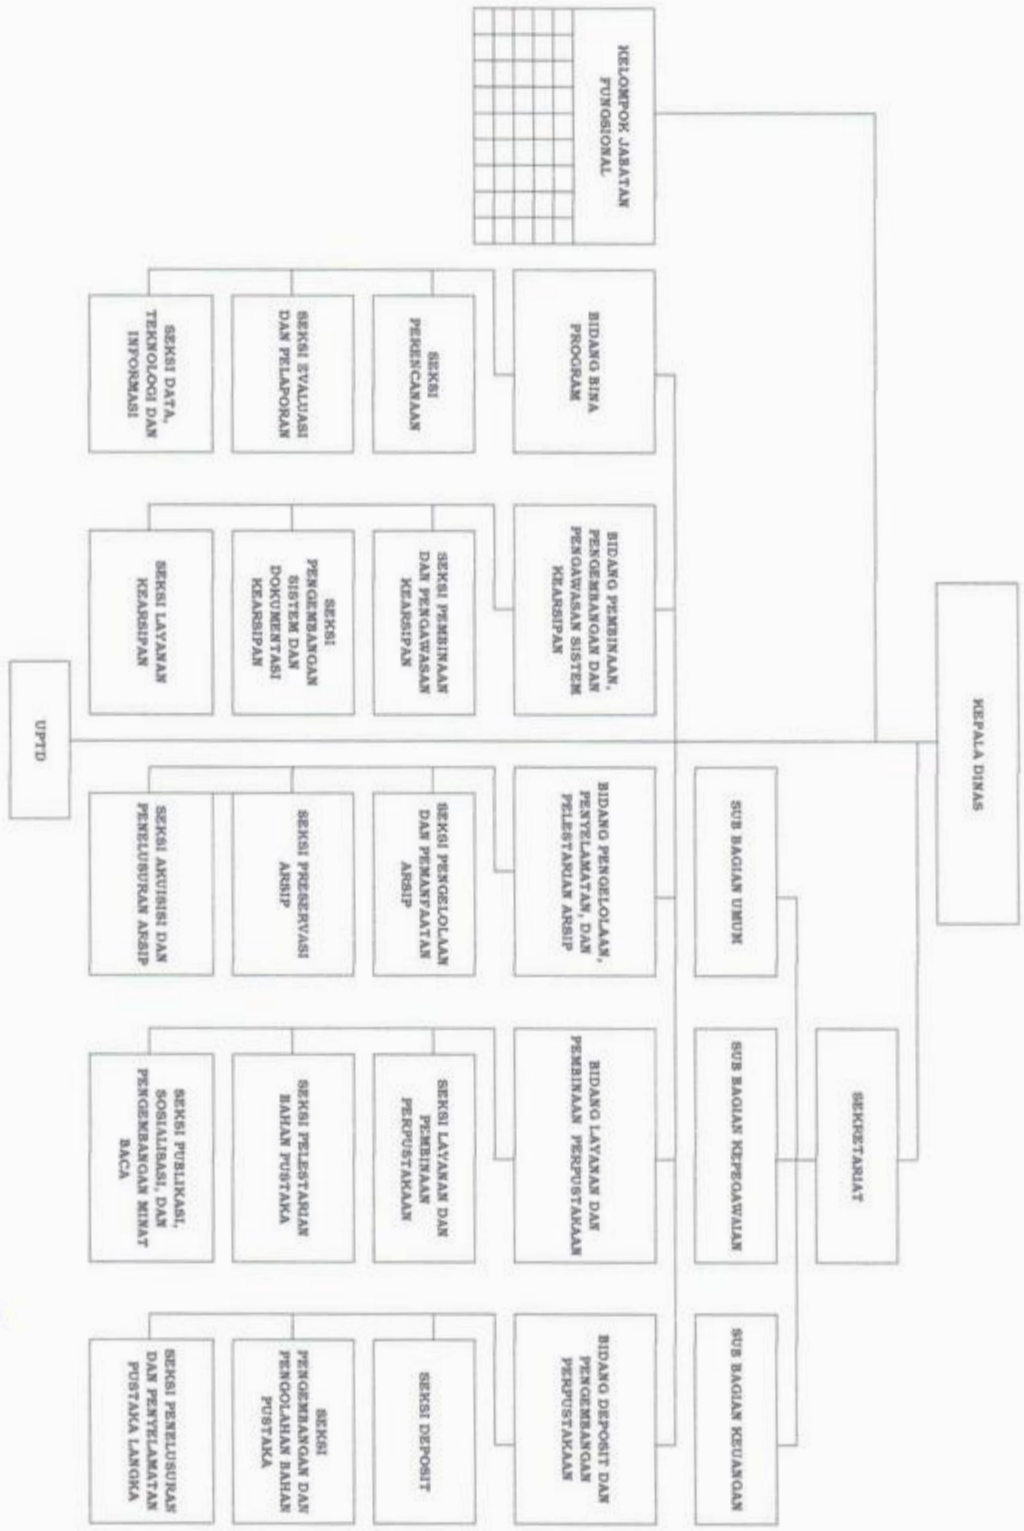 KEPALA DINAS
KELOMPOK JABATAN
FUNGSIONAL
SEKRETARIAT
SUB BAGIAN UMUM
SUB BAGIAN KEPEGAWAIAN
SUB BAGIAN KEUANGAN
BIDANG BINA
PROGRAM
SEKSI
PERENCANAAN
SEKSI EVALUASI
DAN PELAPORAN
SEKSI DATA,
TEKNOLOGI DAN
INFORMASI
BIDANG PEMBINAAN,
PENGEMBANGAN DAN
PENGAWASAN SISTEM
KEARSIPAN
SEKSI PEMBINAAN
DAN PENGAWASAN
KEARSIPAN
SEKSI
PENGEMBANGAN
SISTEM DAN
DOKUMENTASI
KEARSIPAN
SEKSI LAYANAN
KEARSIPAN
BIDANG PENGELOLAAN,
PENYELAMATAN, DAN
PELESTARIAN ARSIP
SEKSI PENGELOLAAN
DAN PEMANFAATAN
ARSIP
SEKSI PRESERVASI
ARSIP
SEKSI AKUISISI DAN
PENELUSURAN ARSIP
BIDANG LAYANAN DAN
PEMBINAAN PERPUSTAKAAN
SEKSI LAYANAN DAN
PEMBINAAN
PERPUSTAKAAN
SEKSI PELESTARIAN
BAHAN PUSTAKA
SEKSI PUBLIKASI,
SOSIALISASI, DAN
PENGEMBANGAN MINAT
BACA
BIDANG DEPOSIT DAN
PENGEMBANGAN
PERPUSTAKAAN
SEKSI DEPOSIT
SEKSI
PENGEMBANGAN DAN
PENGOLAHAN BAHAN
PUSTAKA
SEKSI PENELUSURAN
DAN PENYELAMATAN
PUSTAKA LANGKA
UPTD